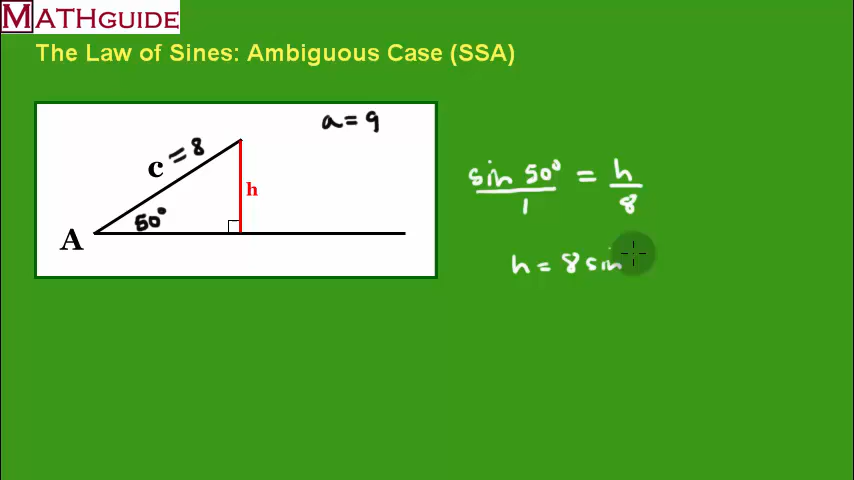 MATHGUIDE
The Law of Sines: Ambiguous Case (SSA)
a = 9
c = 8
h
50°
A
sin 50° = h
1 8
h = 8 sin